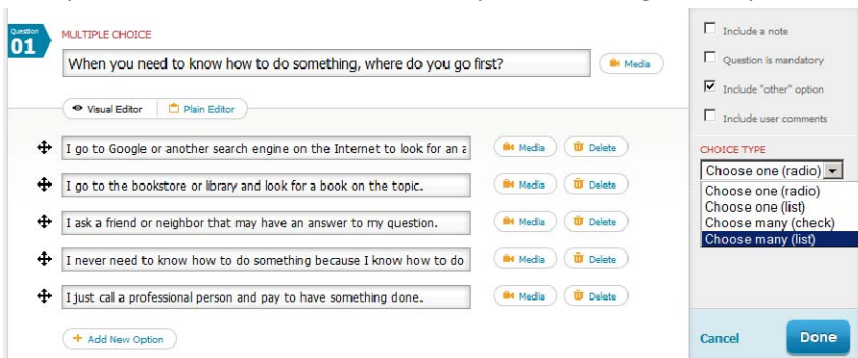 Question
01
MULTIPLE CHOICE
When you need to know how to do something, where do you go first?
Media
Visual Editor
Plain Editor
I go to Google or another search engine on the Internet to look for an a
Media
Delete
I go to the bookstore or library and look for a book on the topic.
Media
Delete
I ask a friend or neighbor that may have an answer to my question.
Media
Delete
I never need to know how to do something because I know how to do
Media
Delete
I just call a professional person and pay to have something done.
Media
Delete
+ Add New Option
Include a note
Question is mandatory
Include "other" option
Include user comments
CHOICE TYPE
Choose one (radio)
Choose one (radio)
Choose one (list)
Choose many (check)
Choose many (list)
Cancel
Done